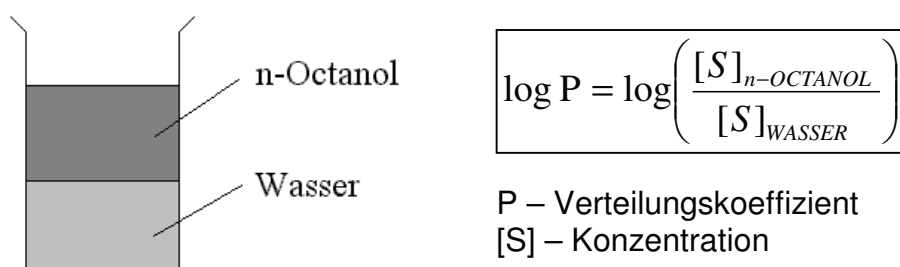 n-Octanol
Wasser
log P = log([S]n-OCTANOL / [S]WASSER)
P – Verteilungskoeffizient
[S] – Konzentration